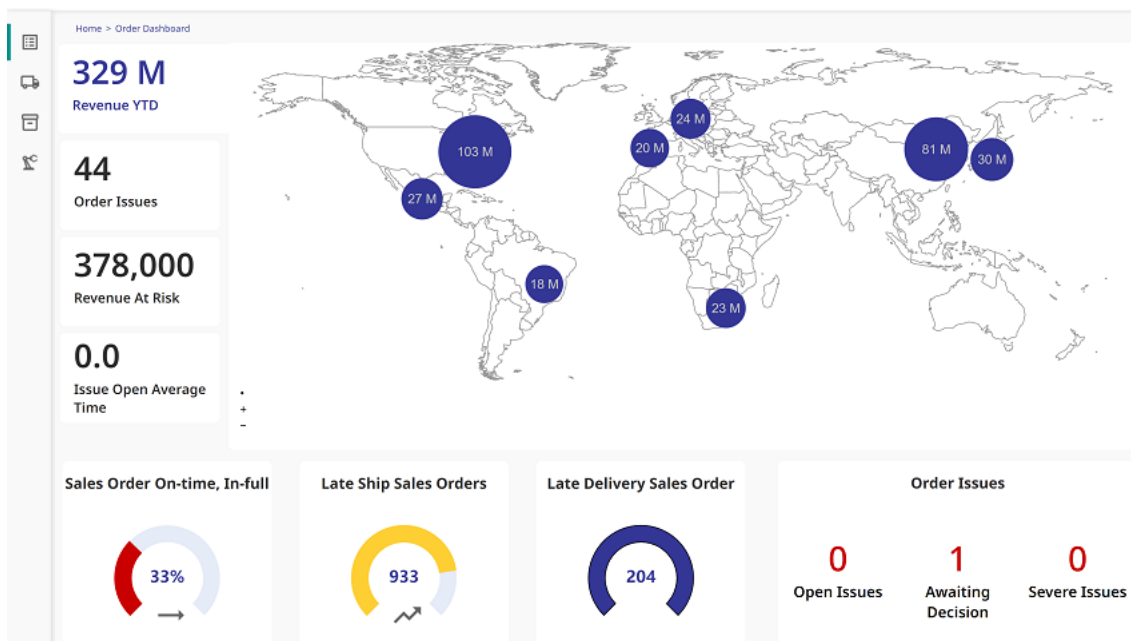 Home > Order Dashboard
329 M
Revenue YTD
44
Order Issues
378,000
Revenue At Risk
0.0
Issue Open Average
Time
103 M
27 M
18 M
24 M
20 M
23 M
81 M
30 M
+
−
Sales Order On-time, In-full
33%
Late Ship Sales Orders
933
Late Delivery Sales Order
204
Order Issues
0
Open Issues
1
Awaiting
Decision
0
Severe Issues